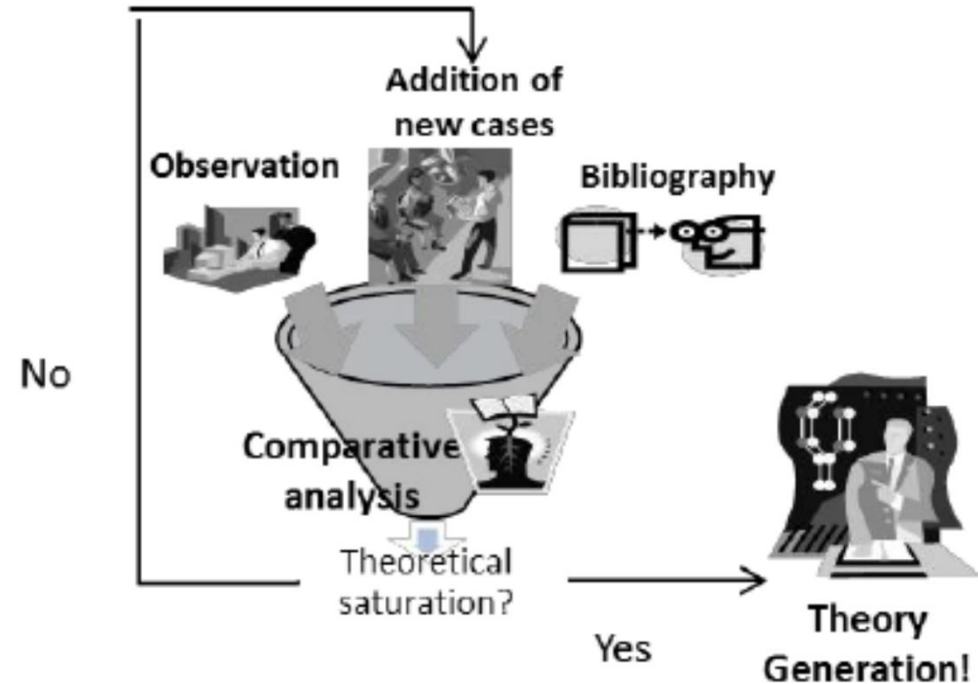 Addition of
new cases
Observation
Bibliography
No
Comparative
analysis
Theoretical
saturation?
Yes
Theory
Generation!